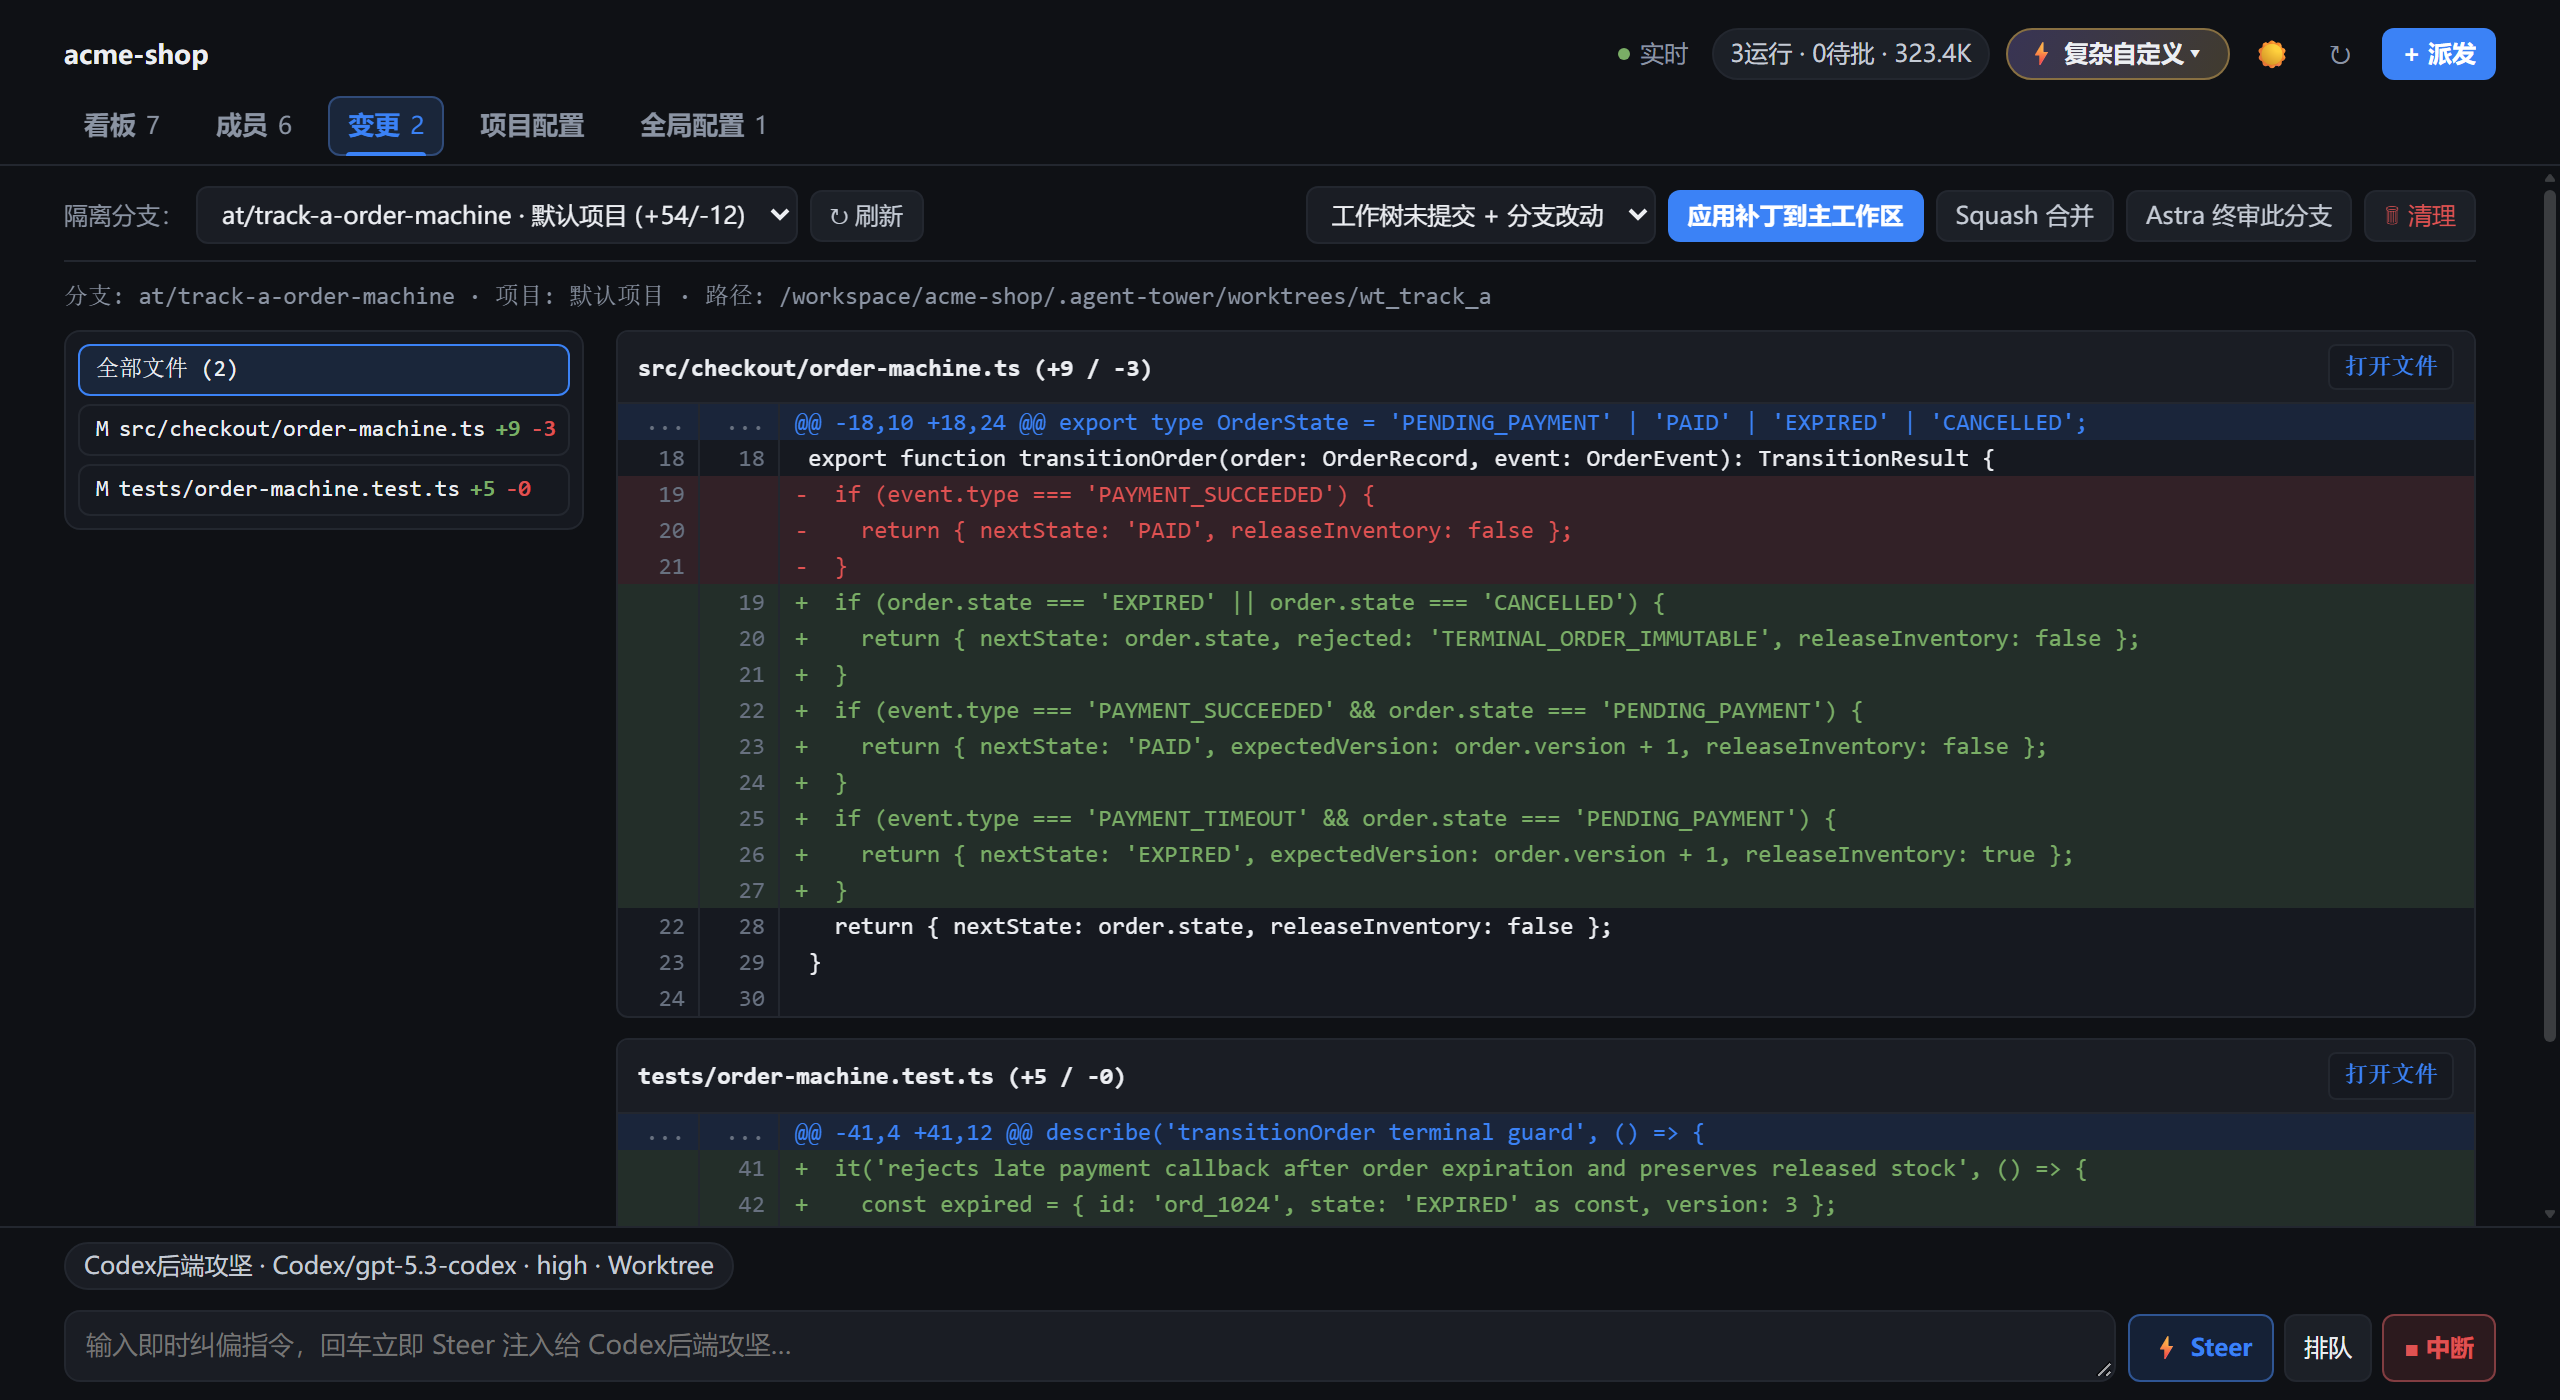 acme-shop
实时
3运行 · 0待批 · 323.4K
复杂自定义 ▾
↻
+ 派发
看板 7
成员 6
变更 2
项目配置
全局配置 1
隔离分支:
at/track-a-order-machine · 默认项目 (+54/-12)
↻ 刷新
工作树未提交 + 分支改动
应用补丁到主工作区
Squash 合并
Astra 终审此分支
清理
分支: at/track-a-order-machine · 项目: 默认项目 · 路径: /workspace/acme-shop/.agent-tower/worktrees/wt_track_a
全部文件 (2)
M src/checkout/order-machine.ts +9 -3
M tests/order-machine.test.ts +5 -0
src/checkout/order-machine.ts (+9 / -3)
打开文件
... ... @@ -18,10 +18,24 @@ export type OrderState = 'PENDING_PAYMENT' | 'PAID' | 'EXPIRED' | 'CANCELLED';
18 18 export function transitionOrder(order: OrderRecord, event: OrderEvent): TransitionResult {
19 - if (event.type === 'PAYMENT_SUCCEEDED') {
20 - return { nextState: 'PAID', releaseInventory: false };
21 - }
19 + if (order.state === 'EXPIRED' || order.state === 'CANCELLED') {
20 + return { nextState: order.state, rejected: 'TERMINAL_ORDER_IMMUTABLE', releaseInventory: false };
21 + }
22 + if (event.type === 'PAYMENT_SUCCEEDED' && order.state === 'PENDING_PAYMENT') {
23 + return { nextState: 'PAID', expectedVersion: order.version + 1, releaseInventory: false };
24 + }
25 + if (event.type === 'PAYMENT_TIMEOUT' && order.state === 'PENDING_PAYMENT') {
26 + return { nextState: 'EXPIRED', expectedVersion: order.version + 1, releaseInventory: true };
27 + }
22 28 return { nextState: order.state, releaseInventory: false };
23 29 }
24 30
tests/order-machine.test.ts (+5 / -0)
打开文件
... ... @@ -41,4 +41,12 @@ describe('transitionOrder terminal guard', () => {
41 + it('rejects late payment callback after order expiration and preserves released stock', () => {
42 + const expired = { id: 'ord_1024', state: 'EXPIRED' as const, version: 3 };
Codex后端攻坚 · Codex/gpt-5.3-codex · high · Worktree
输入即时纠偏指令，回车立即 Steer 注入给 Codex后端攻坚...
Steer
排队
中断